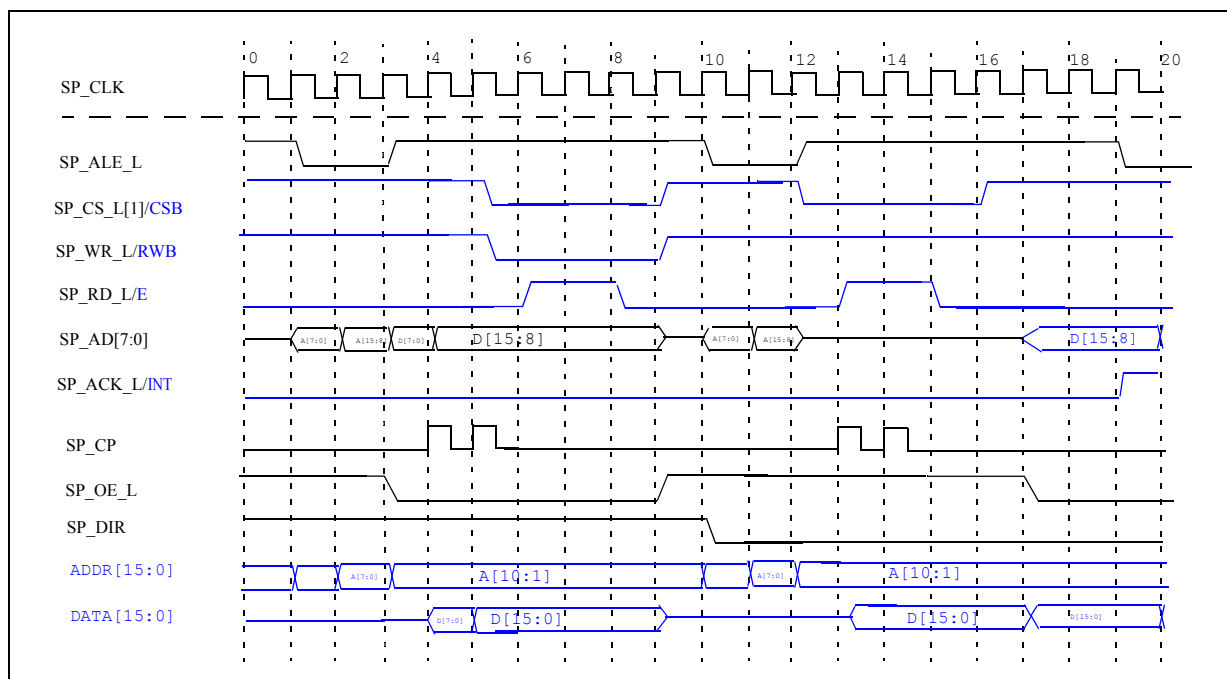 0 2 4 6 8 10 12 14 16 18 20
SP_CLK
SP_ALE_L
SP_CS_L[1]/CSB
SP_WR_L/RWB
SP_RD_L/E
SP_AD[7:0] A[7:0] A[15:8] D[7:0] D[15:8] A[7:0] A[15:8] D[15:8]
SP_ACK_L/INT
SP_CP
SP_OE_L
SP_DIR
ADDR[15:0] A[7:0] A[10:1] A[7:0] A[10:1]
DATA[15:0] D[7:0] D[15:0] D[15:0] D[15:0]